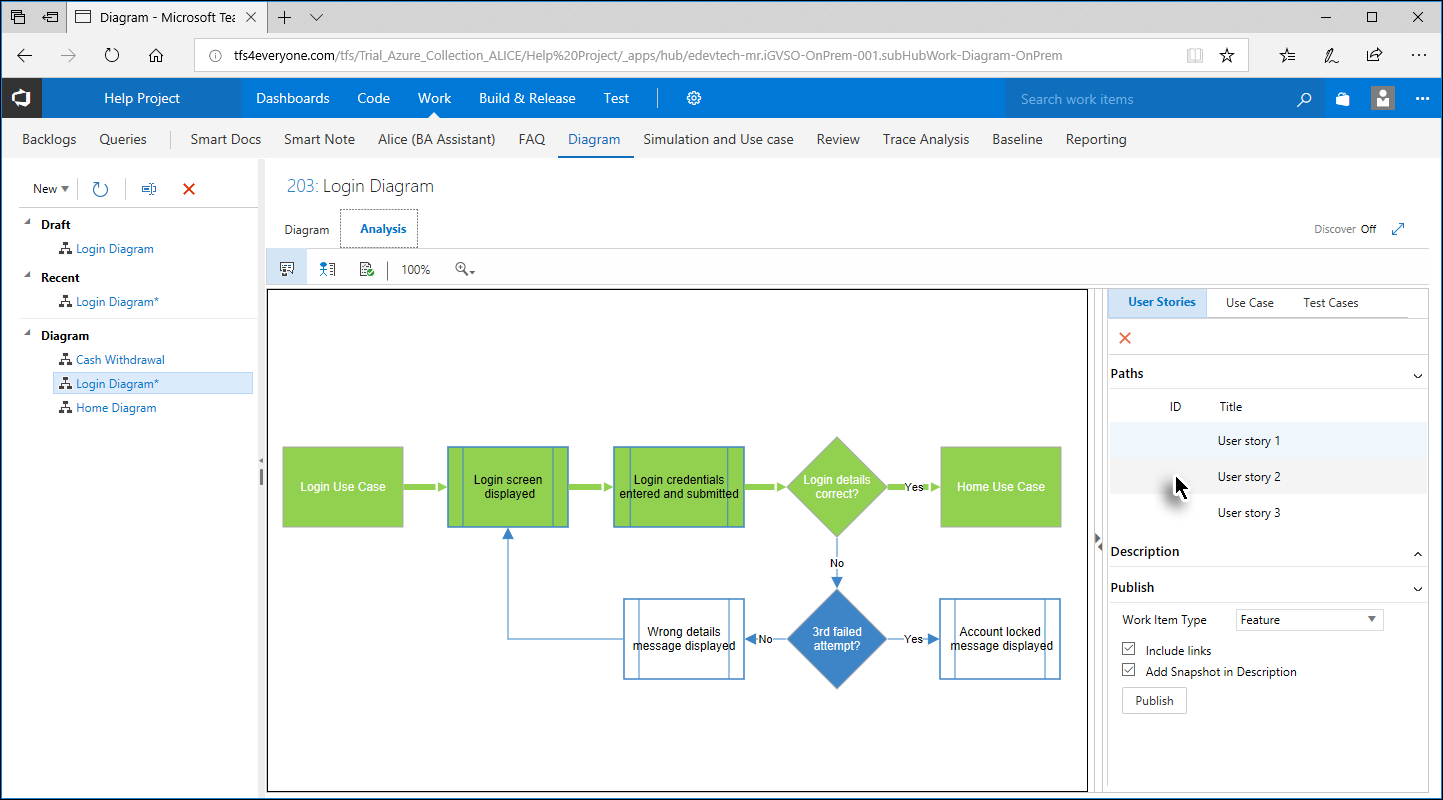 Diagram - Microsoft Tea
tfs4everyone.com/tfs/Trial_Azure_Collection_ALICE/Help%20Project/_apps/hub/edevtech-mr.iGVSO-OnPrem-001.subHubWork-Diagram-OnPrem
Help Project Dashboards Code Work Build & Release Test Search work items
Backlogs Queries Smart Docs Smart Note Alice (BA Assistant) FAQ Diagram Simulation and Use case Review Trace Analysis Baseline Reporting
New
Draft
Login Diagram
Recent
Login Diagram*
Diagram
Cash Withdrawal
Login Diagram*
Home Diagram
203: Login Diagram
Diagram Analysis
Discover Off
100%
Login Use Case
Login screen
displayed
Login credentials
entered and submitted
Login details
correct?
Yes
Home Use Case
No
Wrong details
message displayed
No
3rd failed
attempt?
Yes
Account locked
message displayed
User Stories Use Case Test Cases
Paths
ID Title
User story 1
User story 2
User story 3
Description
Publish
Work Item Type Feature
Include links
Add Snapshot in Description
Publish